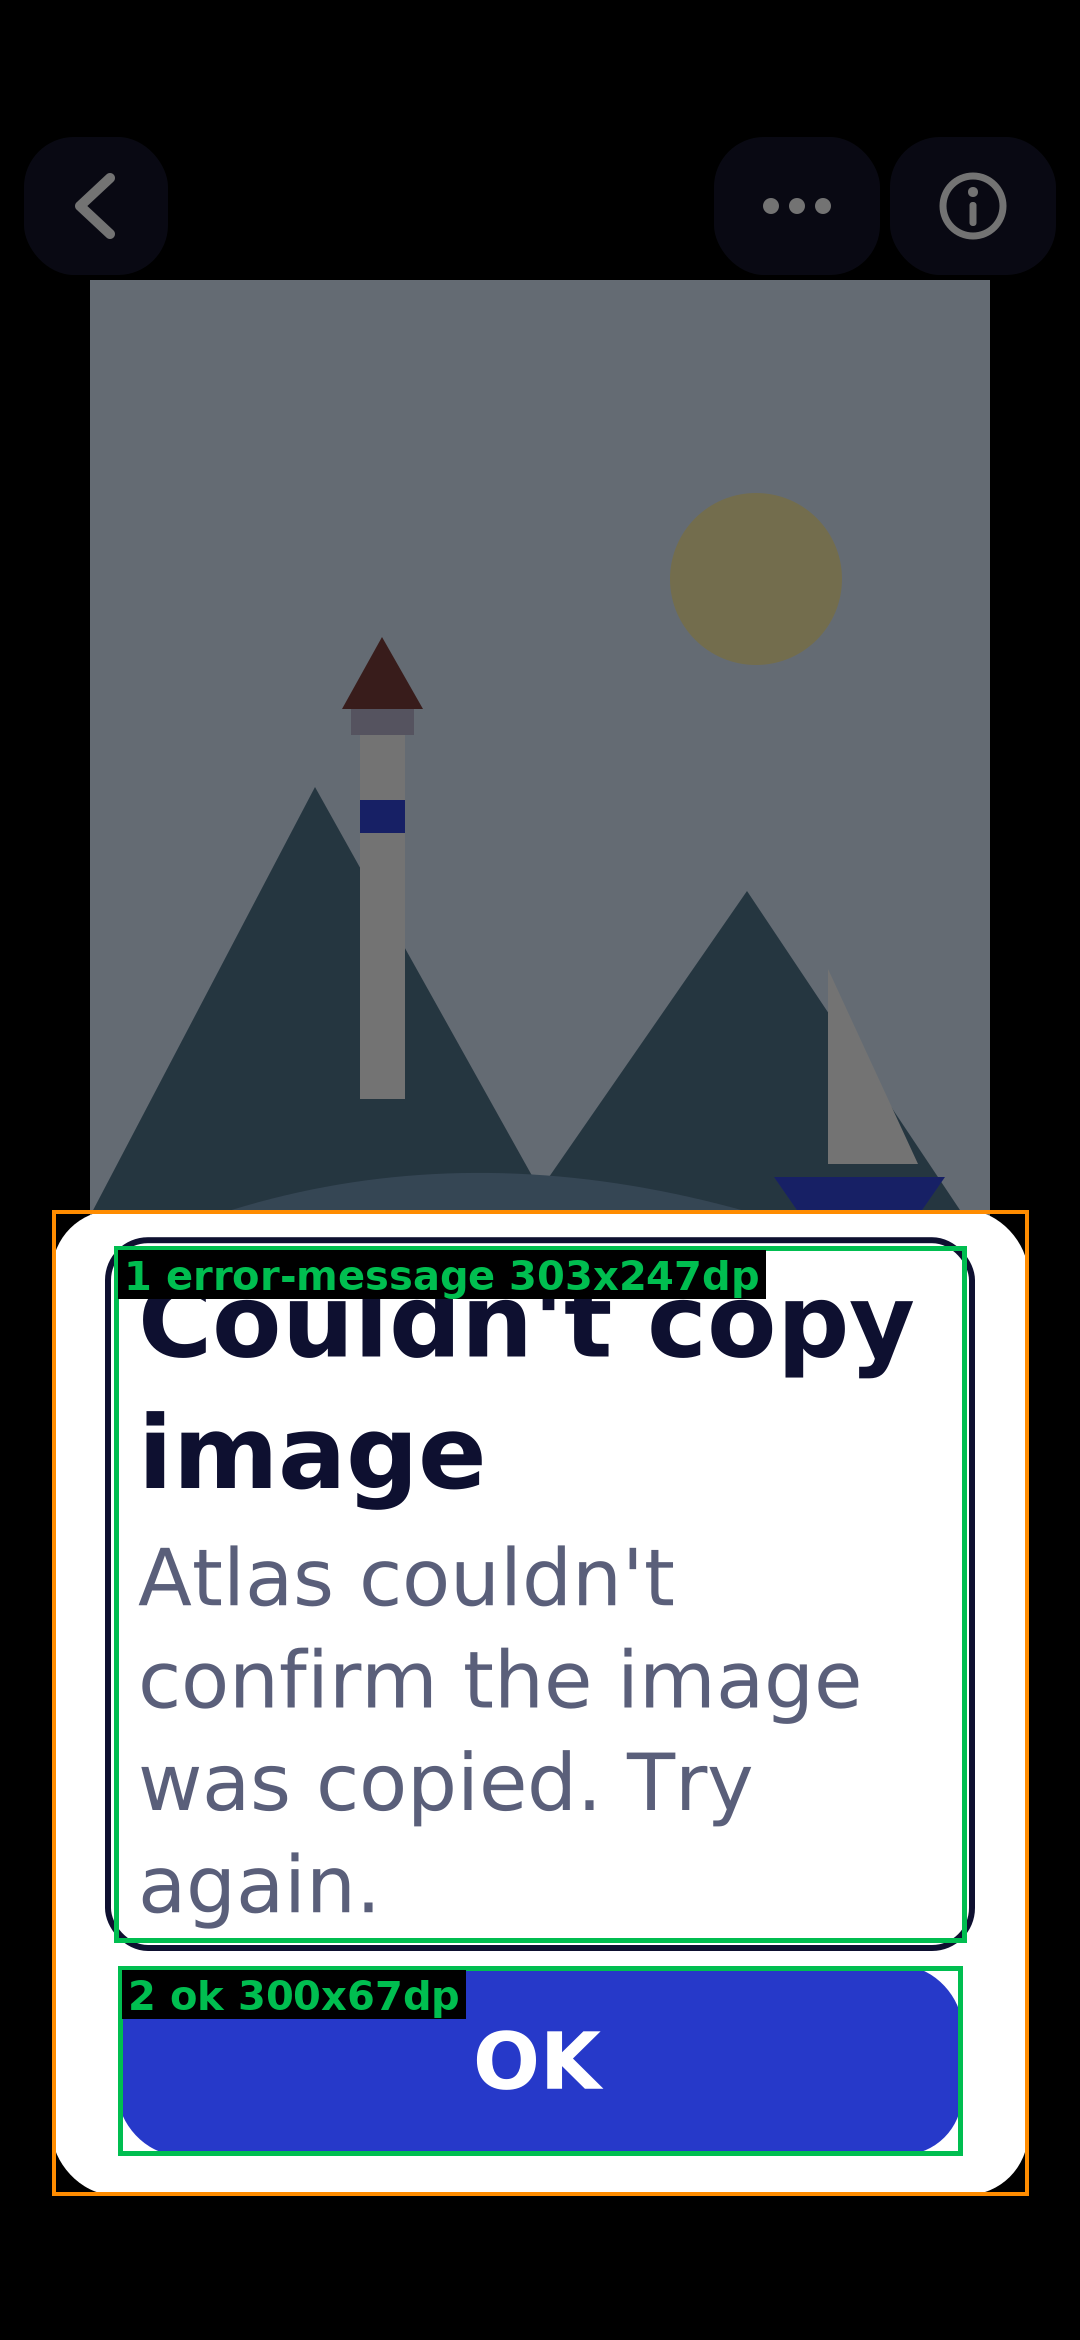 1 error-message 303x247dp
Couldn't copy
image
Atlas couldn't
confirm the image
was copied. Try
again.
2 ok 300x67dp
OK